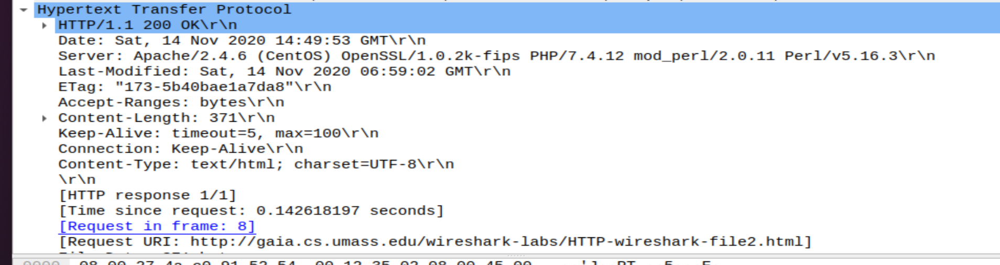 Hypertext Transfer Protocol
HTTP/1.1 200 OK\r\n
Date: Sat, 14 Nov 2020 14:49:53 GMT\r\n
Server: Apache/2.4.6 (CentOS) OpenSSL/1.0.2k-fips PHP/7.4.12 mod_perl/2.0.11 Perl/v5.16.3\r\n
Last-Modified: Sat, 14 Nov 2020 06:59:02 GMT\r\n
ETag: "173-5b40bae1a7da8"\r\n
Accept-Ranges: bytes\r\n
Content-Length: 371\r\n
Keep-Alive: timeout=5, max=100\r\n
Connection: Keep-Alive\r\n
Content-Type: text/html; charset=UTF-8\r\n
\r\n
[HTTP response 1/1]
[Time since request: 0.142618197 seconds]
[Request in frame: 8]
[Request URI: http://gaia.cs.umass.edu/wireshark-labs/HTTP-wireshark-file2.html]